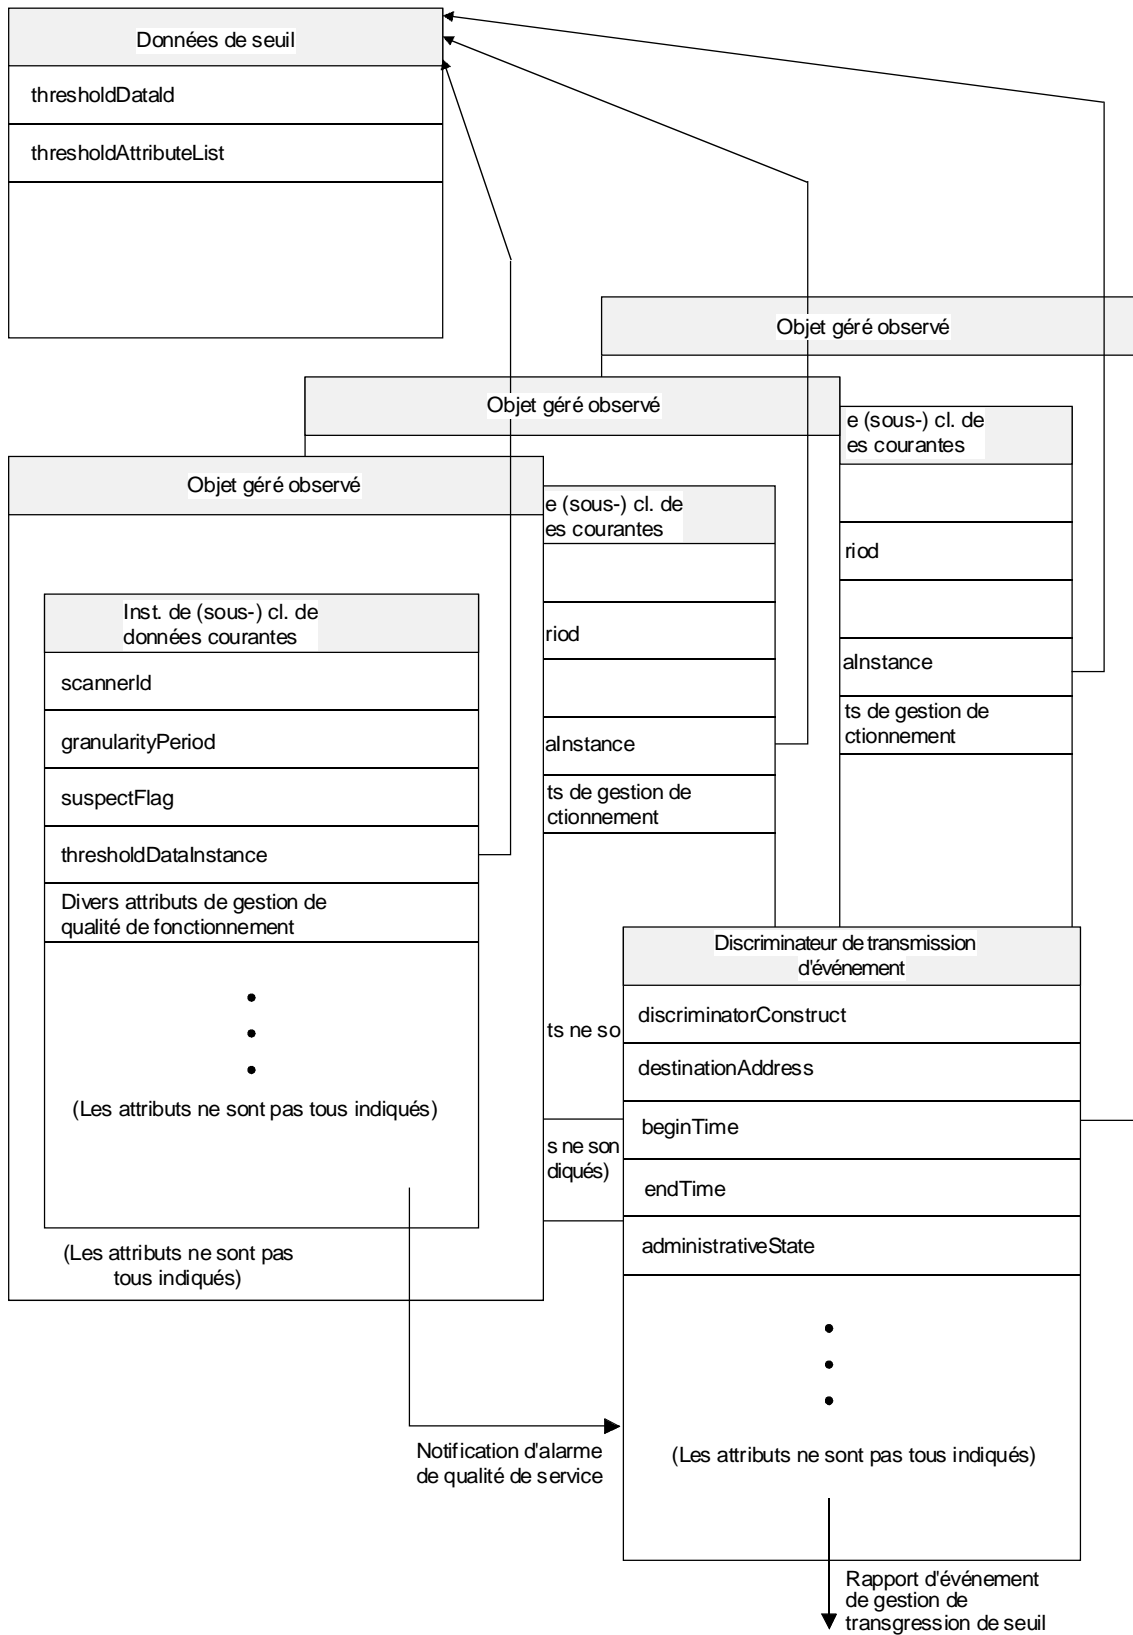 Données de seuil
thresholdDataId
thresholdAttributeList
Objet géré observé
Objet géré observé
e (sous-) cl. de
es courantes
Objet géré observé
e (sous-) cl. de
es courantes
riod
Inst. de (sous-) cl. de
données courantes
riod
aInstance
scannerId
ts de gestion de
ctionnement
granularityPeriod
aInstance
suspectFlag
ts de gestion de
ctionnement
thresholdDataInstance
Divers attributs de gestion de
qualité de fonctionnement
Discriminateur de transmission
d'événement
discriminatorConstruct
ts ne so
destinationAddress
(Les attributs ne sont pas tous indiqués)
beginTime
s ne son
diqués)
endTime
administrativeState
(Les attributs ne sont pas
tous indiqués)
Notification d'alarme
de qualité de service
(Les attributs ne sont pas tous indiqués)
Rapport d'événement
de gestion de
transgression de seuil